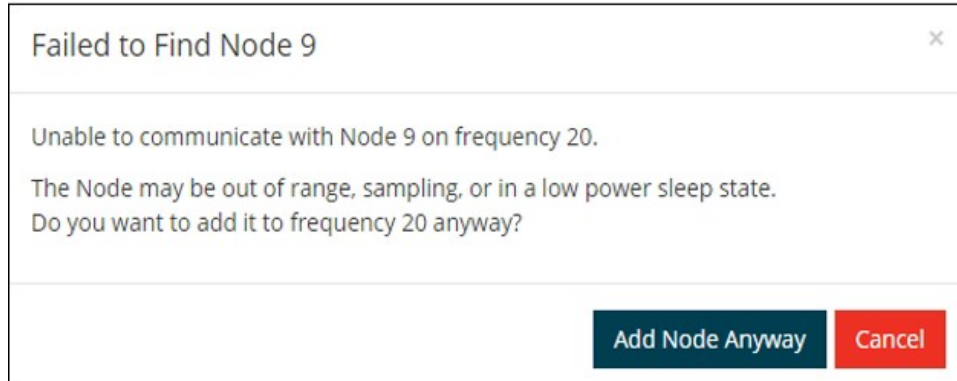 Failed to Find Node 9
×
Unable to communicate with Node 9 on frequency 20.
The Node may be out of range, sampling, or in a low power sleep state.
Do you want to add it to frequency 20 anyway?
Add Node Anyway
Cancel